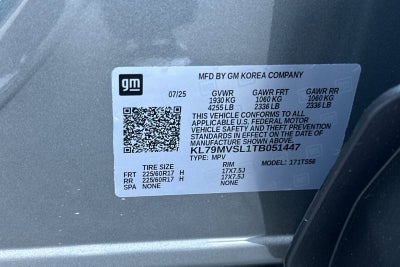 gm
MFD BY GM KOREA COMPANY
07/25 GVWR GAWR FRT GAWR RR
1930 KG 1060 KG 1060 KG
4255 LB 2336 LB 2336 LB
THIS VEHICLE CONFORMS TO ALL
APPLICABLE U.S. FEDERAL MOTOR
VEHICLE SAFETY AND THEFT PREVENTION
STANDARDS IN EFFECT ON THE DATE OF
MANUFACTURE SHOWN ABOVE.
KL79MVSL1TB051447
TYPE: MPV MODEL: 1TS56
TIRE SIZE RIM
FRT 225/60R17 H 17X7.5J
RR 225/60R17 H 17X7.5J
SPA NONE NONE